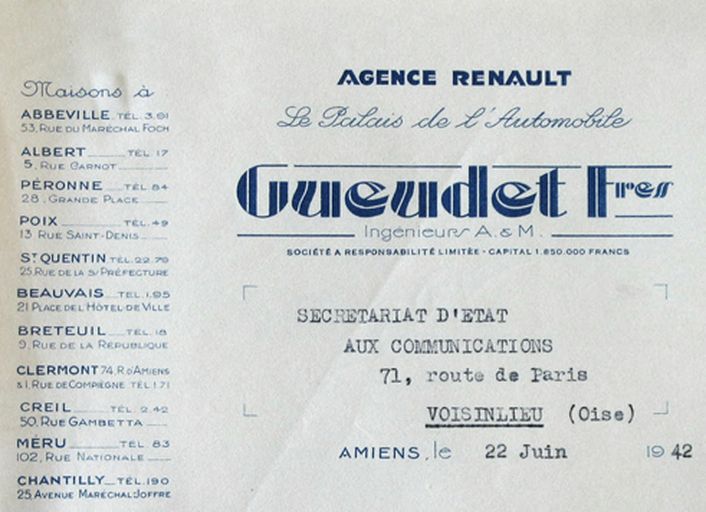 Maisons à
ABBEVILLE TÉL. 3.91
53, RUE DU MARÉCHAL FOCH
ALBERT TÉL. 17
5, RUE CARNOT
PÉRONNE TÉL. 84
28, GRANDE PLACE
POIX TÉL. 49
13 RUE SAINT-DENIS
ST QUENTIN TÉL. 22.79
25, RUE DE LA S/ PRÉFECTURE
BEAUVAIS TÉL. 1.95
21 PLACE DE L'HÔTEL-DE-VILLE
BRETEUIL TÉL. 18
9, RUE DE LA RÉPUBLIQUE
CLERMONT 74, R. D'AMIENS
& 1, RUE DE COMPIÈGNE TÉL. 1.71
CREIL TÉL. 2.42
50, RUE GAMBETTA
MÉRU TÉL. 83
102, RUE NATIONALE
CHANTILLY TÉL. 190
25, AVENUE MARÉCHAL-JOFFRE
AGENCE RENAULT
Le Palais de l'Automobile
Gueudet Fres
Ingénieurs A. & M.
SOCIÉTÉ A RESPONSABILITÉ LIMITÉE - CAPITAL 1.850.000 FRANCS
SECRETARIAT D'ETAT
AUX COMMUNICATIONS
71, route de Paris
VOISINLIEU (Oise)
AMIENS, le 22 Juin 1942